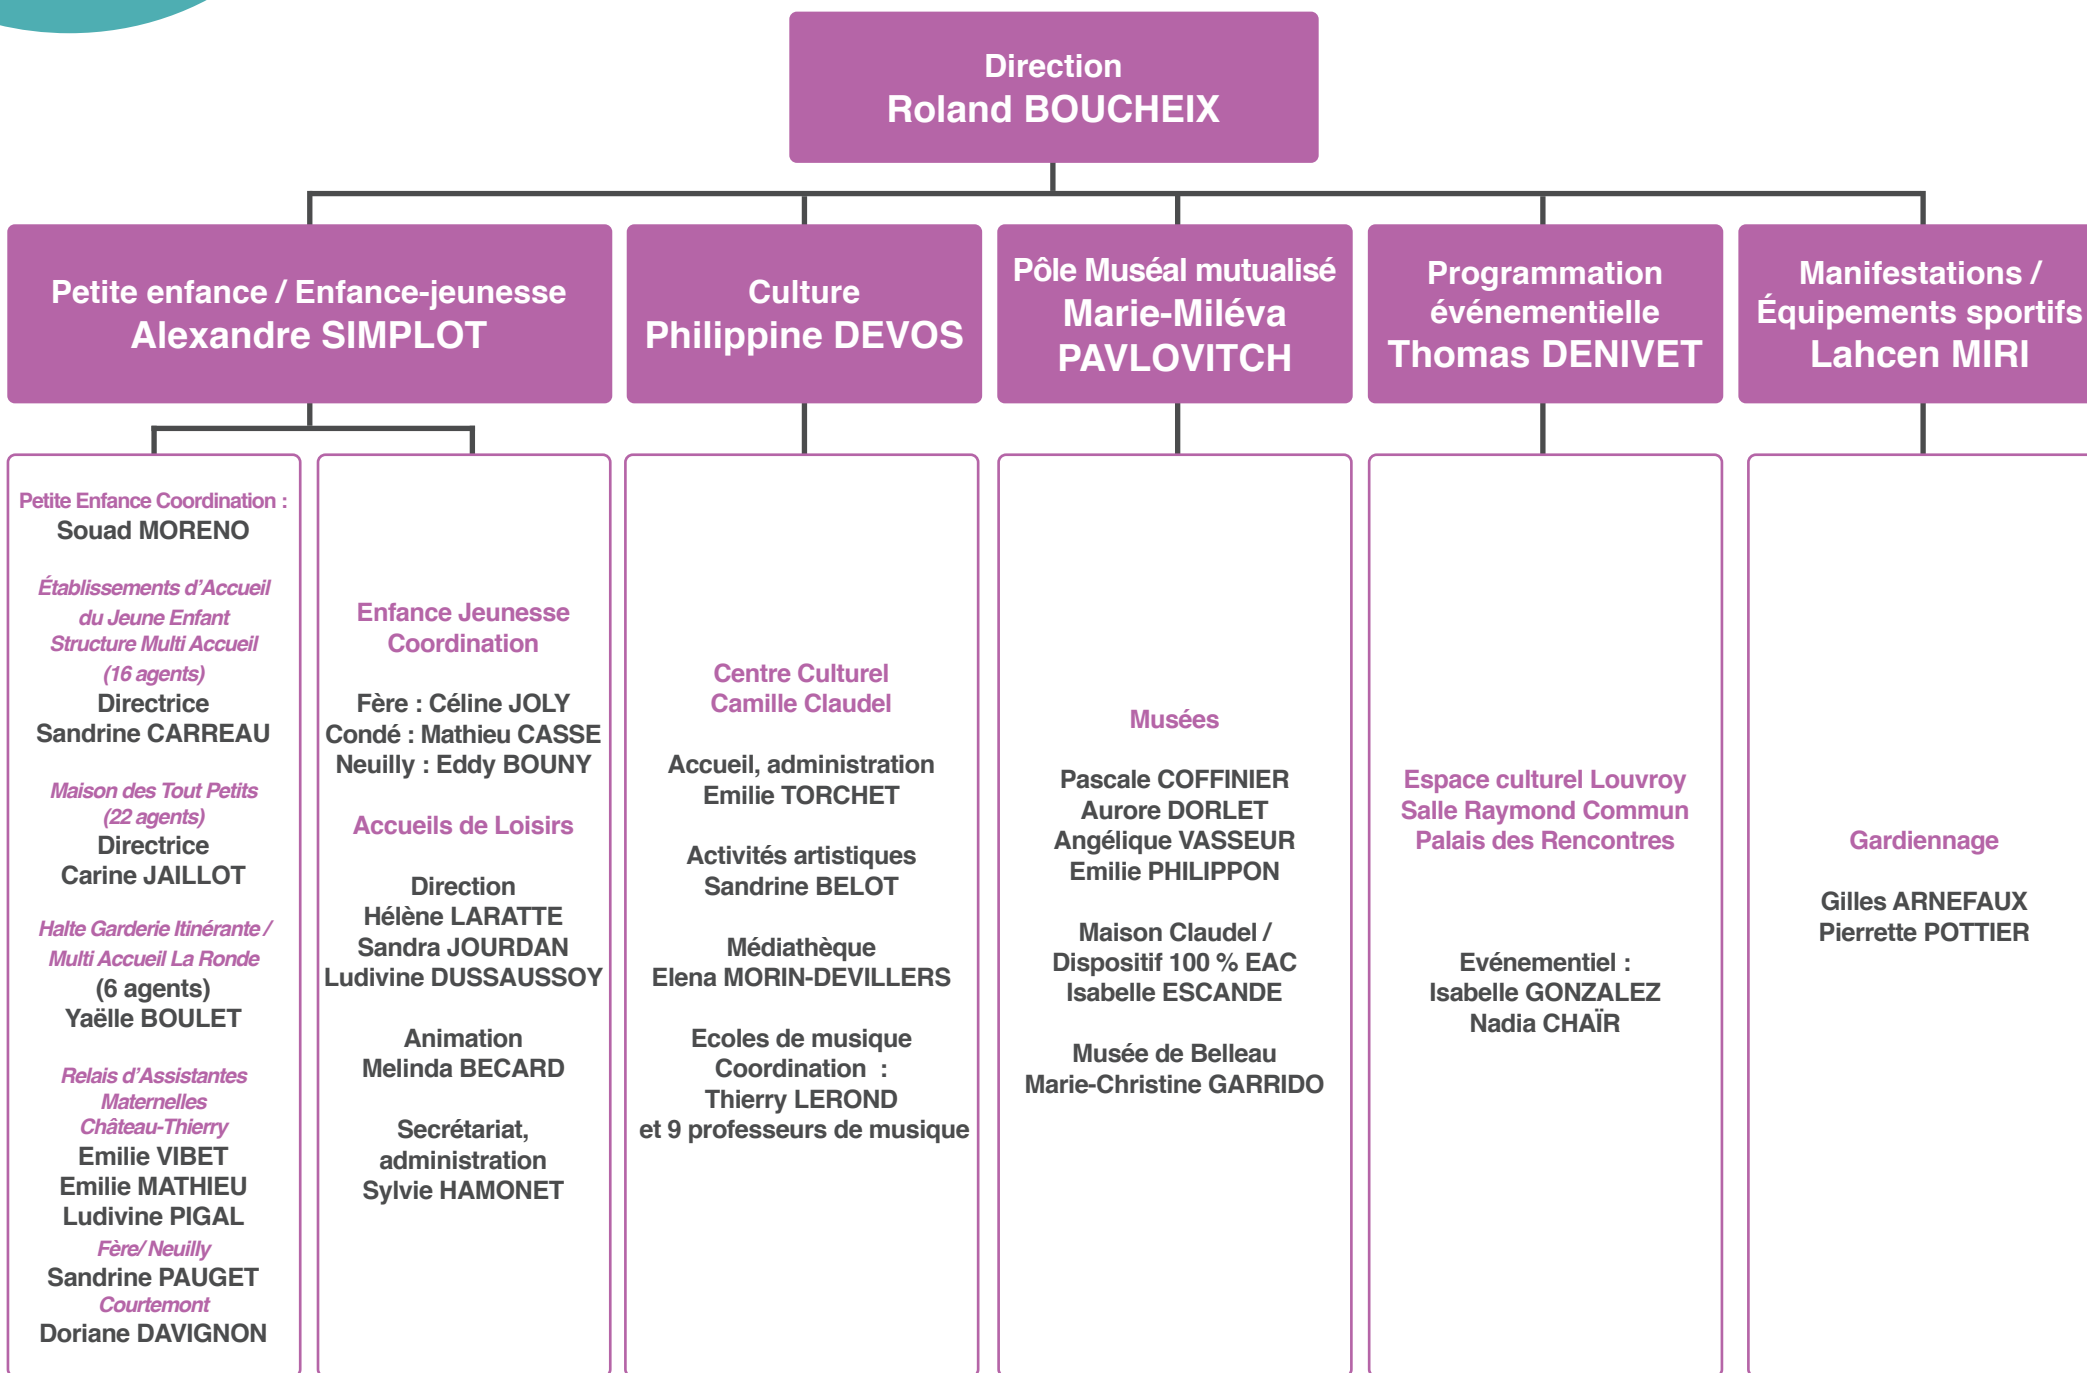 Direction
Roland BOUCHEIX
Petite enfance / Enfance-jeunesse
Alexandre SIMPLOT
Culture
Philippine DEVOS
Pôle Muséal mutualisé
Marie-Miléva
PAVLOVITCH
Programmation
événementielle
Thomas DENIVET
Manifestations /
Équipements sportifs
Lahcen MIRI
Petite Enfance Coordination :
Souad MORENO
Établissements d’Accueil
du Jeune Enfant
Structure Multi Accueil
(16 agents)
Directrice
Sandrine CARREAU
Maison des Tout Petits
(22 agents)
Directrice
Carine JAILLOT
Halte Garderie Itinérante /
Multi Accueil La Ronde
(6 agents)
Yaëlle BOULET
Relais d’Assistantes
Maternelles
Château-Thierry
Emilie VIBET
Emilie MATHIEU
Ludivine PIGAL
Fère/ Neuilly
Sandrine PAUGET
Courtemont
Doriane DAVIGNON
Enfance Jeunesse
Coordination
Fère : Céline JOLY
Condé : Mathieu CASSE
Neuilly : Eddy BOUNY
Accueils de Loisirs
Direction
Hélène LARATTE
Sandra JOURDAN
Ludivine DUSSAUSSOY
Animation
Melinda BECARD
Secrétariat,
administration
Sylvie HAMONET
Centre Culturel
Camille Claudel
Accueil, administration
Emilie TORCHET
Activités artistiques
Sandrine BELOT
Médiathèque
Elena MORIN-DEVILLERS
Ecoles de musique
Coordination :
Thierry LEROND
et 9 professeurs de musique
Musées
Pascale COFFINIER
Aurore DORLET
Angélique VASSEUR
Emilie PHILIPPON
Maison Claudel /
Dispositif 100 % EAC
Isabelle ESCANDE
Musée de Belleau
Marie-Christine GARRIDO
Espace culturel Louvroy
Salle Raymond Commun
Palais des Rencontres
Evénementiel :
Isabelle GONZALEZ
Nadia CHAÏR
Gardiennage
Gilles ARNEFAUX
Pierrette POTTIER